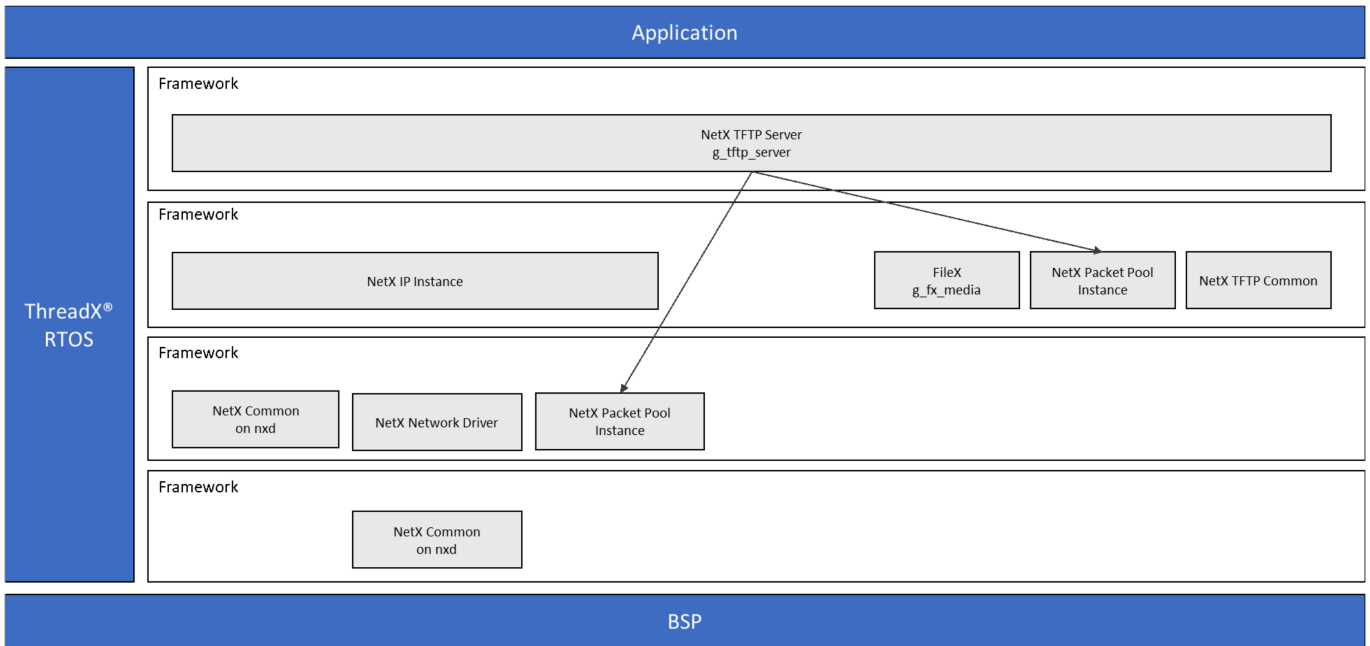 Application
ThreadX®
RTOS
Framework
NetX TFTP Server
g_tftp_server
Framework
NetX IP Instance
FileX
g_fx_media
NetX Packet Pool
Instance
NetX TFTP Common
Framework
NetX Common
on nxd
NetX Network Driver
NetX Packet Pool
Instance
Framework
NetX Common
on nxd
BSP